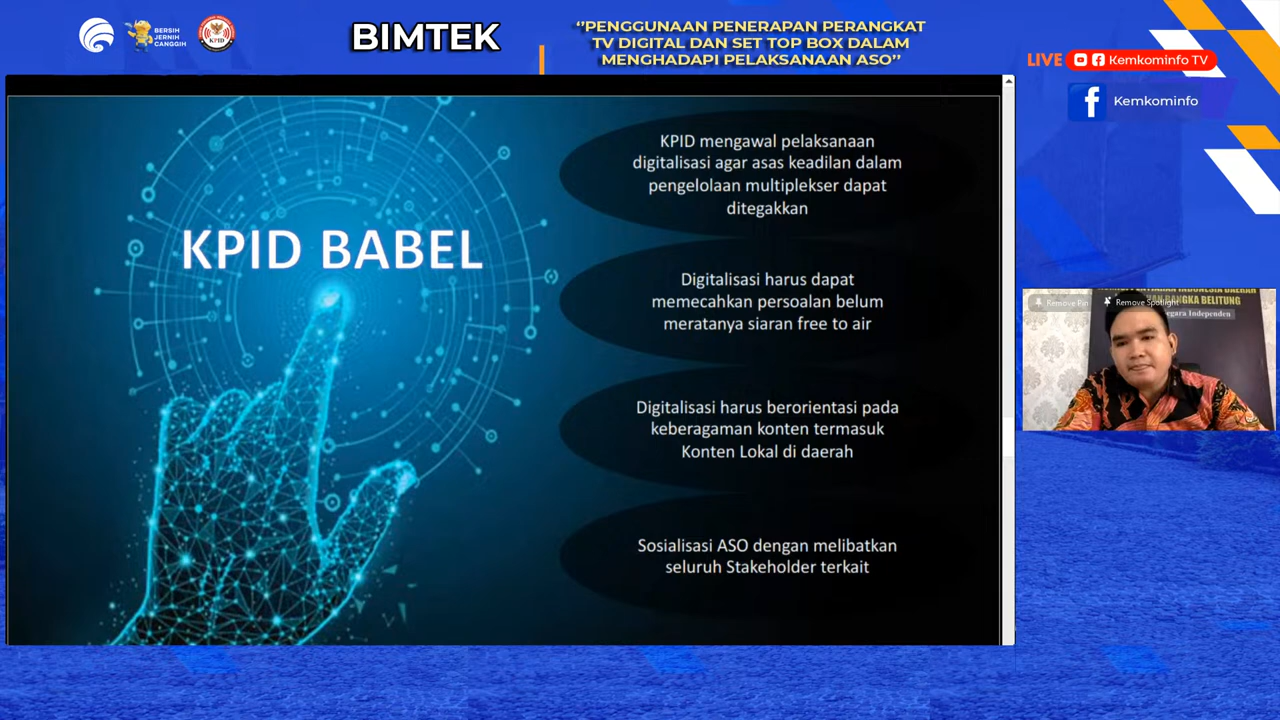 BERSIH
JERNIH
CANGGIH
KPID
BIMTEK
‘’PENGGUNAAN PENERAPAN PERANGKAT
TV DIGITAL DAN SET TOP BOX DALAM
MENGHADAPI PELAKSANAAN ASO’’
LIVE
Kemkominfo TV
f Kemkominfo
KPID BABEL
KPID mengawal pelaksanaan
digitalisasi agar asas keadilan dalam
pengelolaan multiplekser dapat
ditegakkan
Digitalisasi harus dapat
memecahkan persoalan belum
meratanya siaran free to air
Digitalisasi harus berorientasi pada
keberagaman konten termasuk
Konten Lokal di daerah
Sosialisasi ASO dengan melibatkan
seluruh Stakeholder terkait
INDONESIA DAERAH
Remove Pin
Remove Spotlight
BANGKA BELITUNG
Negara Independen